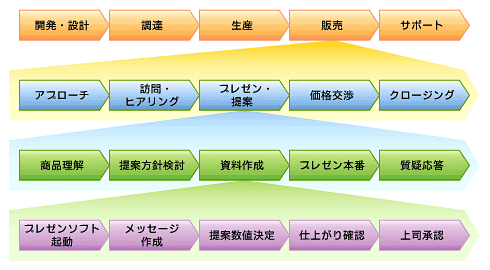 開発・設計
調達
生産
販売
サポート
アプローチ
訪問・
ヒアリング
プレゼン・
提案
価格交渉
クロージング
商品理解
提案方針検討
資料作成
プレゼン本番
質疑応答
プレゼンソフト
起動
メッセージ
作成
提案数値決定
仕上がり確認
上司承認